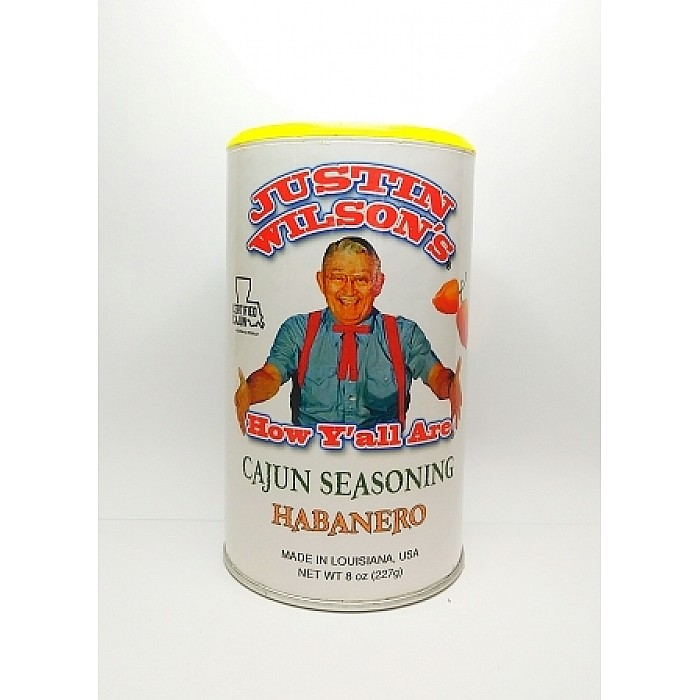 JUSTIN
WILSON'S®
CERTIFIED
CAJUN
How Y'all Are
CAJUN SEASONING
HABANERO
MADE IN LOUISIANA, USA
NET WT 8 oz (227g)